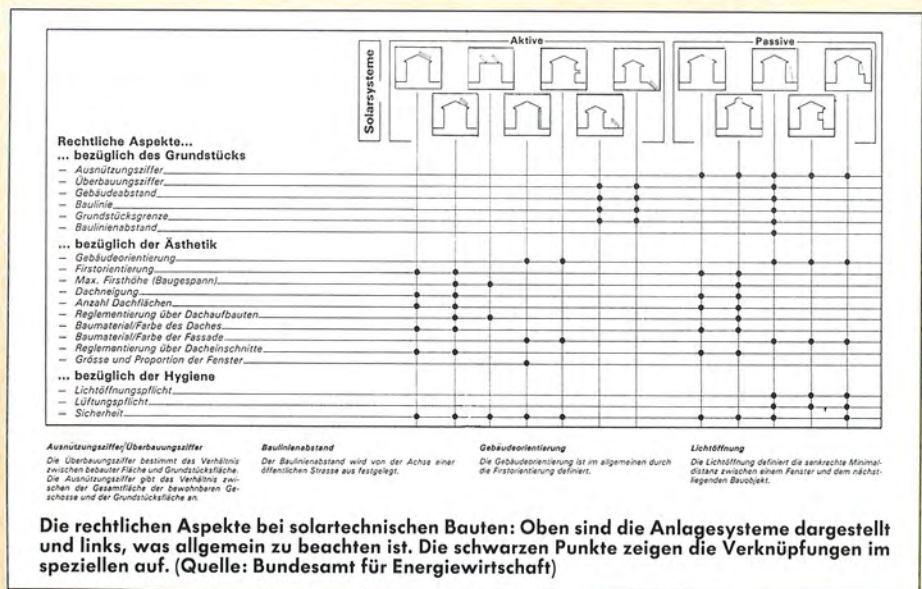 Solarsysteme
Aktive
Passive
Rechtliche Aspekte...
... bezüglich des Grundstücks
— Ausnützungsziffer
— Überbauungsziffer
— Gebäudeabstand
— Baulinie
— Grundstücksgrenze
— Baulinienabstand
... bezüglich der Ästhetik
— Gebäudeorientierung
— Firstorientierung
— Max. Firsthöhe (Baugespann)
— Dachneigung
— Anzahl Dachflächen
— Reglementierung über Dachaufbauten
— Baumaterial/Farbe des Daches
— Baumaterial/Farbe der Fassade
— Reglementierung über Dacheinschnitte
— Grösse und Proportion der Fenster
... bezüglich der Hygiene
— Lichtöffnungspflicht
— Lüftungspflicht
— Sicherheit
Ausnützungsziffer/Überbauungsziffer
Die Überbauungsziffer bestimmt das Verhältnis
zwischen bebauter Fläche und Grundstücksfläche.
Die Ausnützungsziffer gibt das Verhältnis zwi-
schen der Gesamtfläche der bewohnbaren Ge-
schosse und der Grundstücksfläche an.
Baulinienabstand
Der Baulinienabstand wird von der Achse einer
öffentlichen Strasse aus festgelegt.
Gebäudeorientierung
Die Gebäudeorientierung ist im allgemeinen durch
die Firstorientierung definiert.
Lichtöffnung
Die Lichtöffnung definiert die senkrechte Minimal-
distanz zwischen einem Fenster und dem nächst-
liegenden Bauobjekt.
Die rechtlichen Aspekte bei solartechnischen Bauten: Oben sind die Anlagesysteme dargestellt
und links, was allgemein zu beachten ist. Die schwarzen Punkte zeigen die Verknüpfungen im
speziellen auf. (Quelle: Bundesamt für Energiewirtschaft)